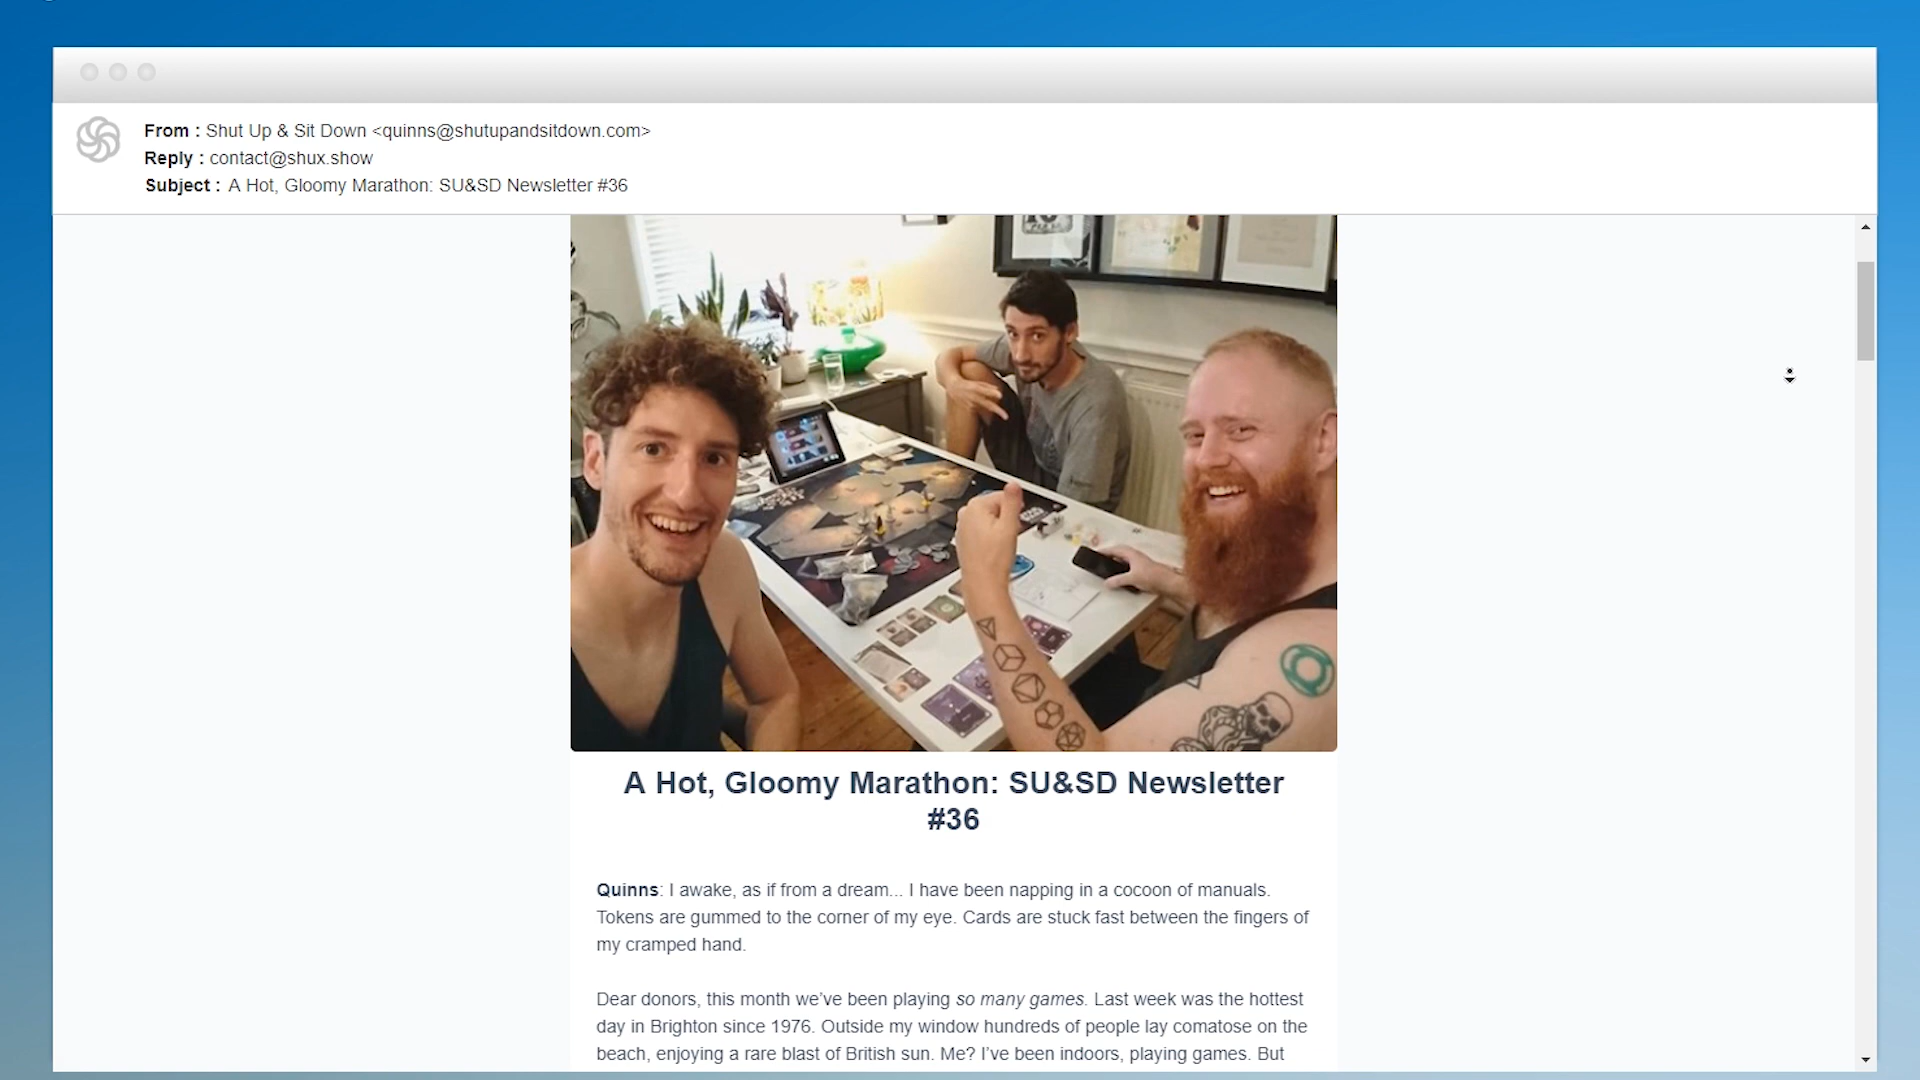 From : Shut Up & Sit Down <quinns@shutupandsitdown.com>
Reply : contact@shux.show
Subject : A Hot, Gloomy Marathon: SU&SD Newsletter #36
A Hot, Gloomy Marathon: SU&SD Newsletter
#36
Quinns: I awake, as if from a dream... I have been napping in a cocoon of manuals.
Tokens are gummed to the corner of my eye. Cards are stuck fast between the fingers of
my cramped hand.
Dear donors, this month we’ve been playing so many games. Last week was the hottest
day in Brighton since 1976. Outside my window hundreds of people lay comatose on the
beach, enjoying a rare blast of British sun. Me? I’ve been indoors, playing games. But